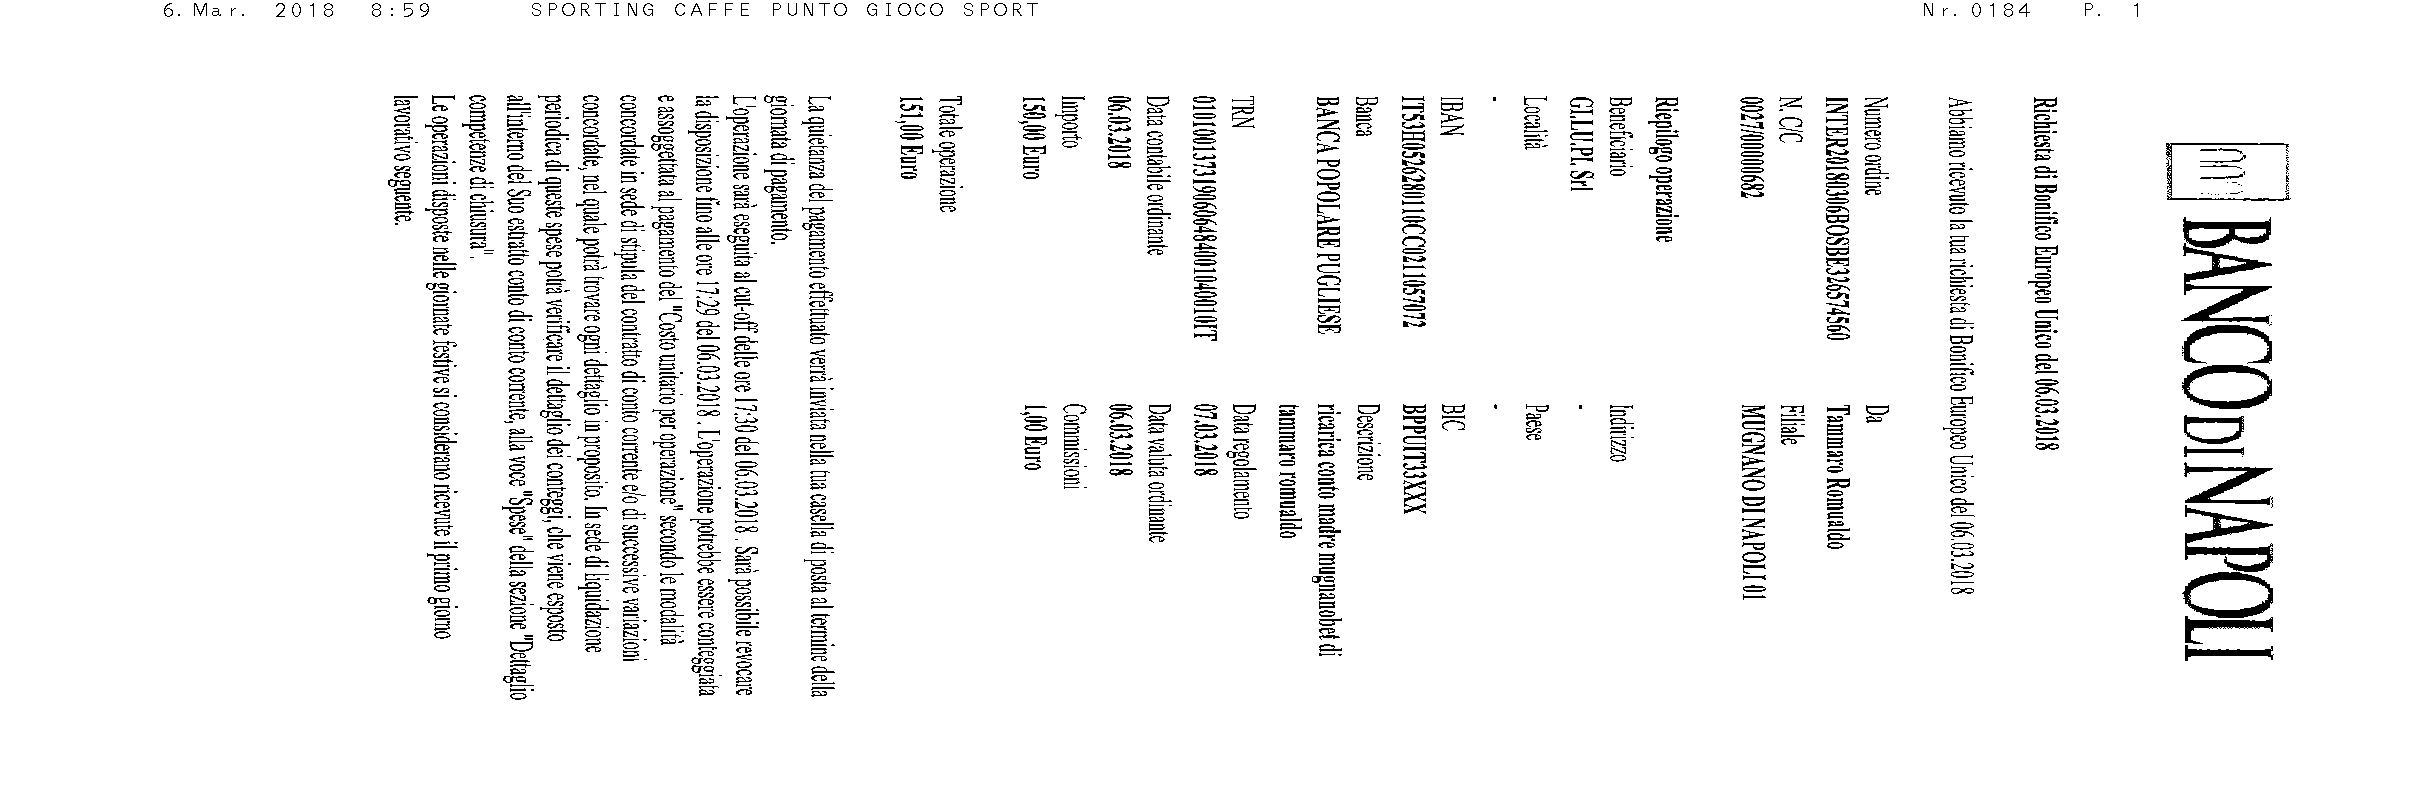 6. Mar. 2018 8:59 SPORTING CAFFE PUNTO GIOCO SPORT Nr. 0184 P. 1
BANCO DI NAPOLI
Richiesta di Bonifico Europeo Unico del 06.03.2018
Abbiamo ricevuto la tua richiesta di Bonifico Europeo Unico del 06.03.2018
Numero ordine Da
INTER20180306BOSBE326574560 Tammaro Romualdo
N. C/C Filiale
0027/00000682 MUGNANO DI NAPOLI 01
Riepilogo operazione
Beneficiario Indirizzo
GI.LU.PI. Srl -
Località Paese
- -
IBAN BIC
IT53H0526280110CC0211057072 BPPUIT33XXX
Banca Descrizione
BANCA POPOLARE PUGLIESE ricarica conto madre mugnanobet di
tammaro romualdo
TRN Data regolamento
0101001373190606484001040010IT 07.03.2018
Data contabile ordinante Data valuta ordinante
06.03.2018 06.03.2018
Importo Commissioni
150,00 Euro 1,00 Euro
Totale operazione
151,00 Euro
La quietanza del pagamento effettuato verrà inviata nella tua casella di posta al termine della
giornata di pagamento.
L'operazione sarà eseguita al cut-off delle ore 17:30 del 06.03.2018 . Sarà possibile revocare
la disposizione fino alle ore 17:29 del 06.03.2018 . L'operazione potrebbe essere conteggiata
e assoggettata al pagamento del "Costo unitario per operazione" secondo le modalità
concordate in sede di stipula del contratto di conto corrente e/o di successive variazioni
concordate, nel quale potrà trovare ogni dettaglio in proposito. In sede di liquidazione
periodica di queste spese potrà verificare il dettaglio dei conteggi, che viene esposto
all'interno del Suo estratto conto di conto corrente, alla voce "Spese" della sezione "Dettaglio
competenze di chiusura".
Le operazioni disposte nelle giornate festive si considerano ricevute il primo giorno
lavorativo seguente.